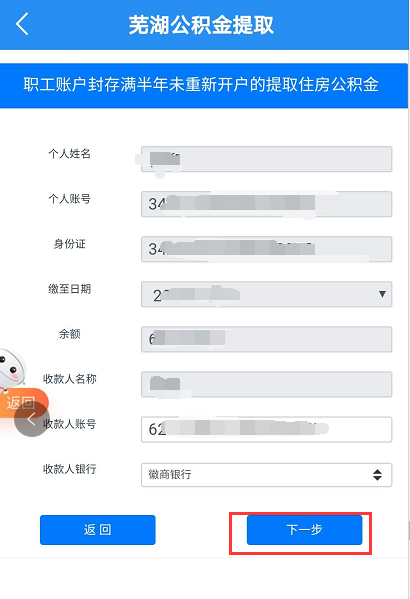 芜湖公积金提取
职工账户封存满半年未重新开户的提取住房公积金
个人姓名
个人账号 34
身份证 34
缴至日期 2
余额 6
收款人名称
返回
收款人账号 62
收款人银行 徽商银行
返回 下一步